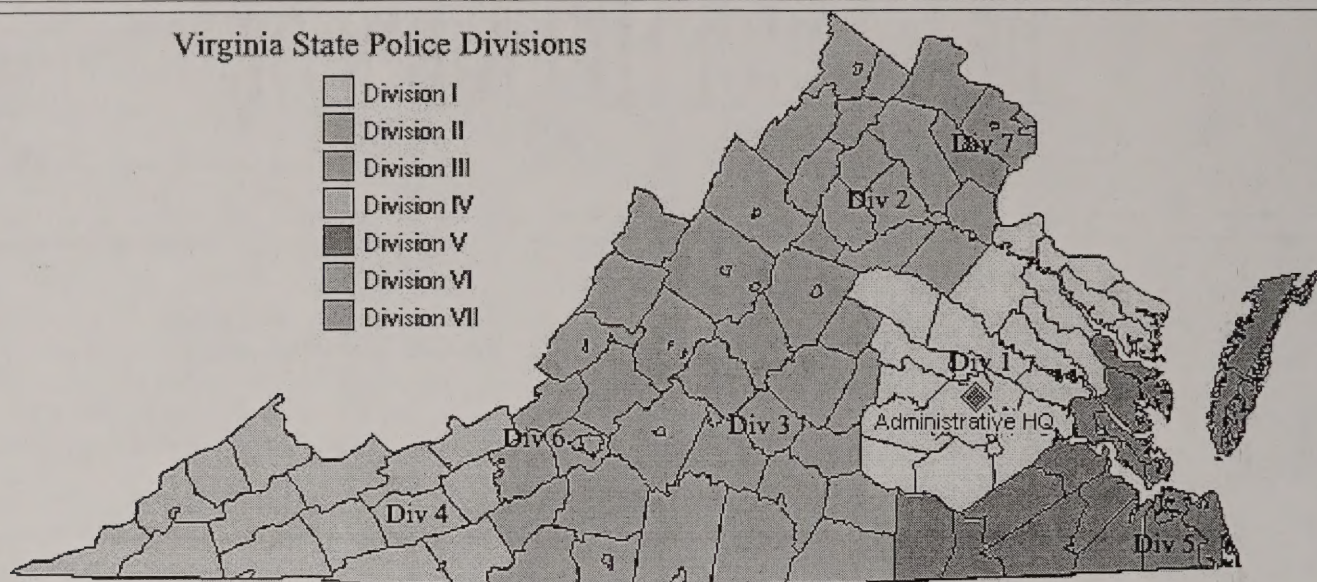 Virginia State Police Divisions
Division I
Division II
Division III
Division IV
Division V
Division VI
Division VII
Div 7
Div 2
Div 1
Administrative HQ
Div 3
Div 6
Div 4
Div 5